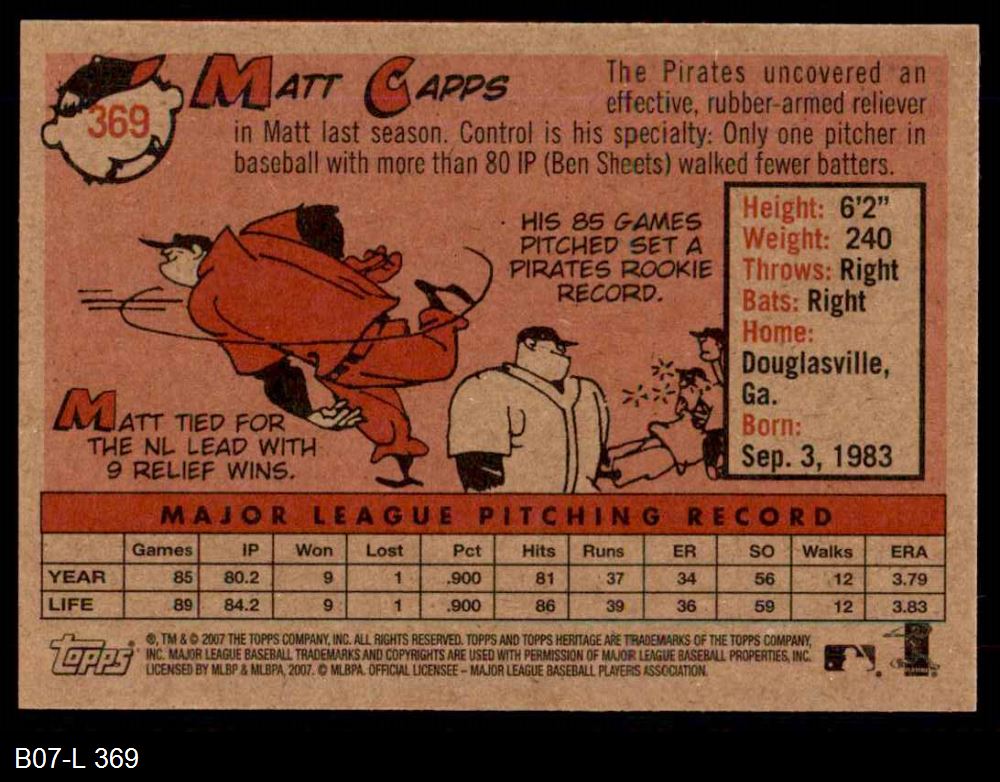 369
MATT CAPPS
The Pirates uncovered an
effective, rubber-armed reliever
in Matt last season. Control is his specialty: Only one pitcher in
baseball with more than 80 IP (Ben Sheets) walked fewer batters.
HIS 85 GAMES
PITCHED SET A
PIRATES ROOKIE
RECORD.
MATT TIED FOR
THE NL LEAD WITH
9 RELIEF WINS.
Height: 6'2"
Weight: 240
Throws: Right
Bats: Right
Home:
Douglasville,
Ga.
Born:
Sep. 3, 1983
MAJOR LEAGUE PITCHING RECORD
Games IP Won Lost Pct Hits Runs ER SO Walks ERA
YEAR 85 80.2 9 1 .900 81 37 34 56 12 3.79
LIFE 89 84.2 9 1 .900 86 39 36 59 12 3.83
Topps
®, TM & © 2007 THE TOPPS COMPANY, INC. ALL RIGHTS RESERVED. TOPPS AND TOPPS HERITAGE ARE TRADEMARKS OF THE TOPPS COMPANY,
INC. MAJOR LEAGUE BASEBALL TRADEMARKS AND COPYRIGHTS ARE USED WITH PERMISSION OF MAJOR LEAGUE BASEBALL PROPERTIES, INC.
LICENSED BY MLBP & MLBPA, 2007. © MLBPA. OFFICIAL LICENSEE – MAJOR LEAGUE BASEBALL PLAYERS ASSOCIATION.
B07-L 369